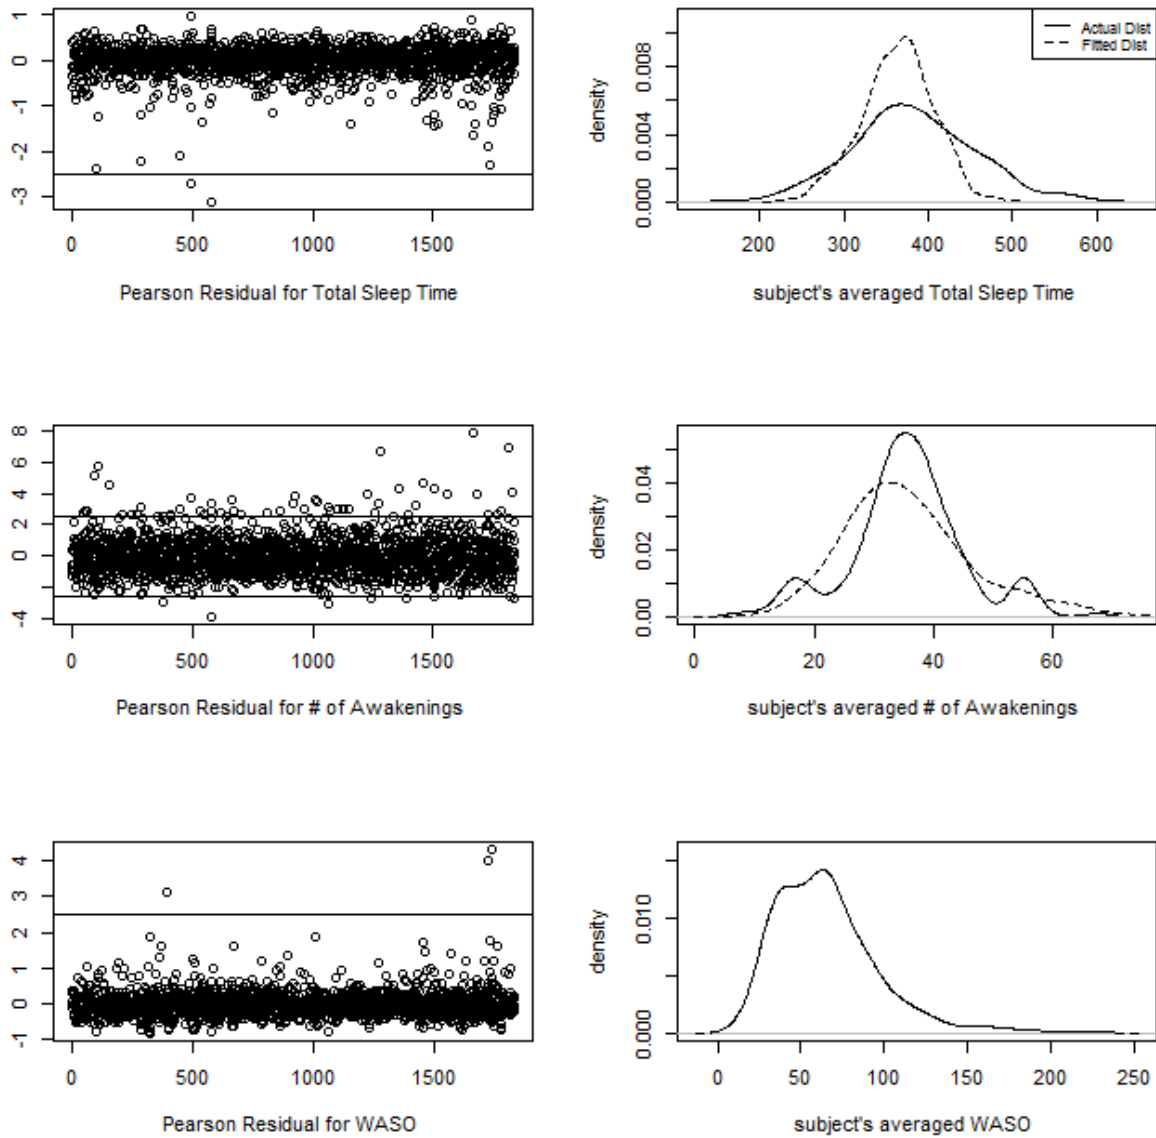 1
0
-1
-2
-3
0 500 1000 1500
Pearson Residual for Total Sleep Time
density
0.000 0.004 0.008
Actual Dist
Fitted Dist
200 300 400 500 600
subject's averaged Total Sleep Time
8
6
4
2
0
-4
0 500 1000 1500
Pearson Residual for # of Awakenings
density
0.00 0.02 0.04
0 20 40 60
subject's averaged # of Awakenings
4
3
2
1
0
-1
0 500 1000 1500
Pearson Residual for WASO
density
0.000 0.010
0 50 100 150 200 250
subject's averaged WASO